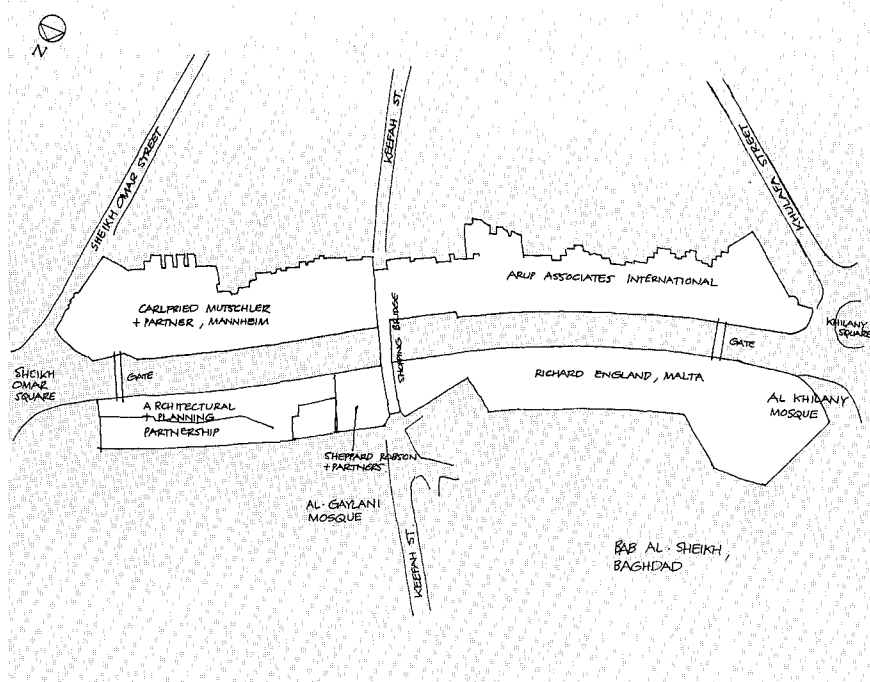 N
SHEIKH OMAR STREET
KEEFAH ST.
KHULAFA STREET
CARLFRIED MUTSCHLER
+ PARTNER, MANNHEIM
ARUP ASSOCIATES INTERNATIONAL
SHOPPING BRIDGE
KHILANY
SQUARE
GATE
GATE
SHEIKH
OMAR
SQUARE
RICHARD ENGLAND, MALTA
AL KHILANY
MOSQUE
ARCHITECTURAL
+ PLANNING
PARTNERSHIP
SHEPPARD ROBSON
+ PARTNERS
AL-GAYLANI
MOSQUE
KEEFAH ST.
BAB AL-SHEIKH,
BAGHDAD